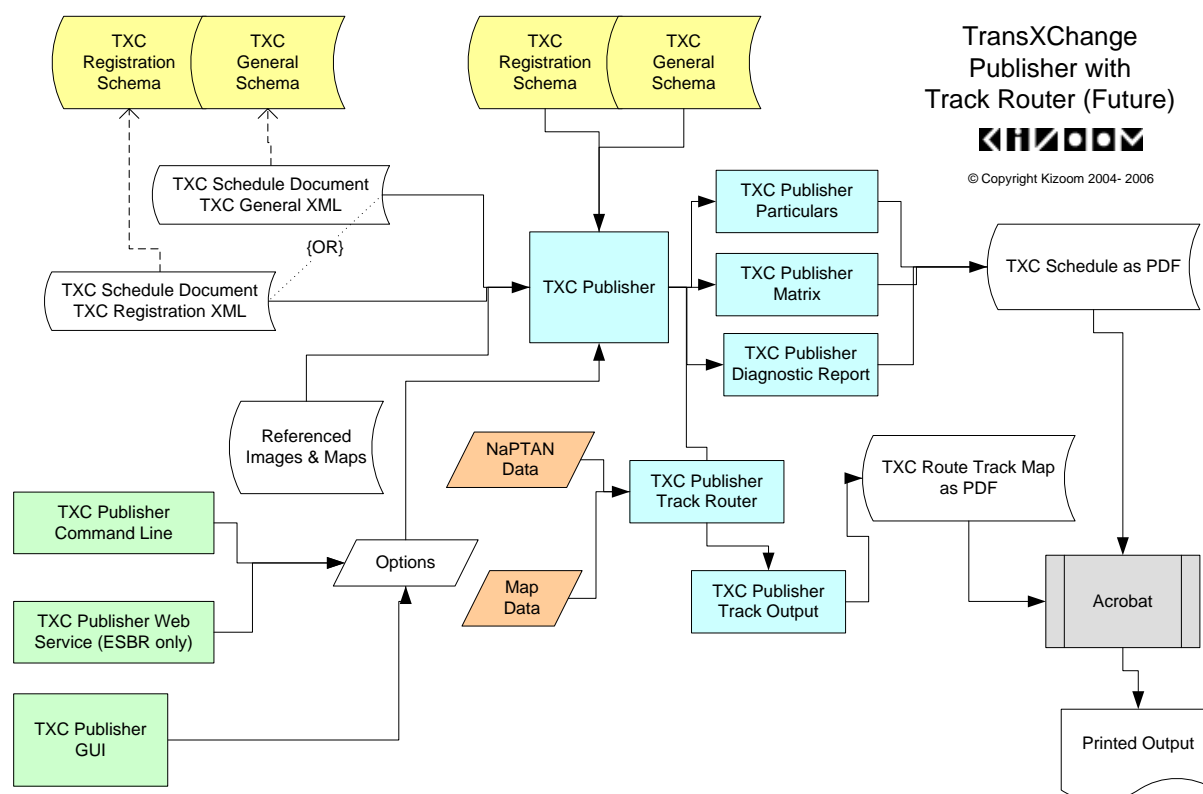 TXC
Registration
Schema
TXC
General
Schema
TXC
Registration
Schema
TXC
General
Schema
TransXChange
Publisher with
Track Router (Future)
KIZOOM
© Copyright Kizoom 2004- 2006
TXC Schedule Document
TXC General XML
{OR}
TXC Schedule Document
TXC Registration XML
TXC Publisher
TXC Publisher
Particulars
TXC Publisher
Matrix
TXC Publisher
Diagnostic Report
TXC Schedule as PDF
Referenced
Images & Maps
NaPTAN
Data
TXC Publisher
Track Router
TXC Route Track Map
as PDF
TXC Publisher
Command Line
Options
Map
Data
TXC Publisher
Track Output
Acrobat
TXC Publisher Web
Service (ESBR only)
TXC Publisher
GUI
Printed Output